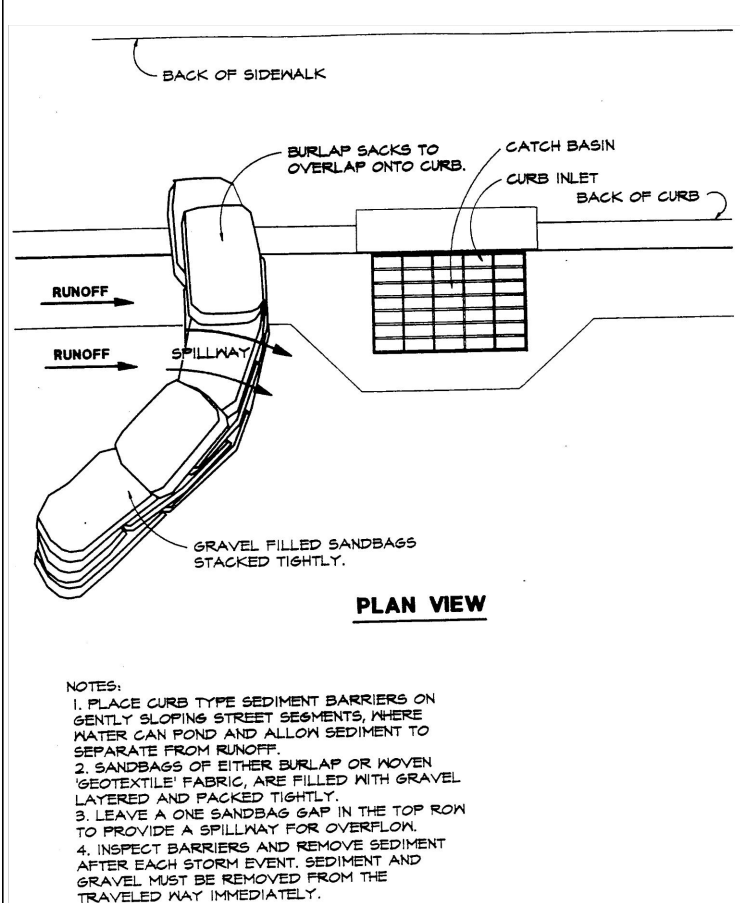 BACK OF SIDEWALK
BURLAP SACKS TO
OVERLAP ONTO CURB.
CATCH BASIN
CURB INLET
BACK OF CURB
RUNOFF
RUNOFF
SPILLWAY
GRAVEL FILLED SANDBAGS
STACKED TIGHTLY.
PLAN VIEW
NOTES:
1. PLACE CURB TYPE SEDIMENT BARRIERS ON
GENTLY SLOPING STREET SEGMENTS, WHERE
WATER CAN POND AND ALLOW SEDIMENT TO
SEPARATE FROM RUNOFF.
2. SANDBAGS OF EITHER BURLAP OR WOVEN
'GEOTEXTILE' FABRIC, ARE FILLED WITH GRAVEL
LAYERED AND PACKED TIGHTLY.
3. LEAVE A ONE SANDBAG GAP IN THE TOP ROW
TO PROVIDE A SPILLWAY FOR OVERFLOW.
4. INSPECT BARRIERS AND REMOVE SEDIMENT
AFTER EACH STORM EVENT. SEDIMENT AND
GRAVEL MUST BE REMOVED FROM THE
TRAVELED WAY IMMEDIATELY.